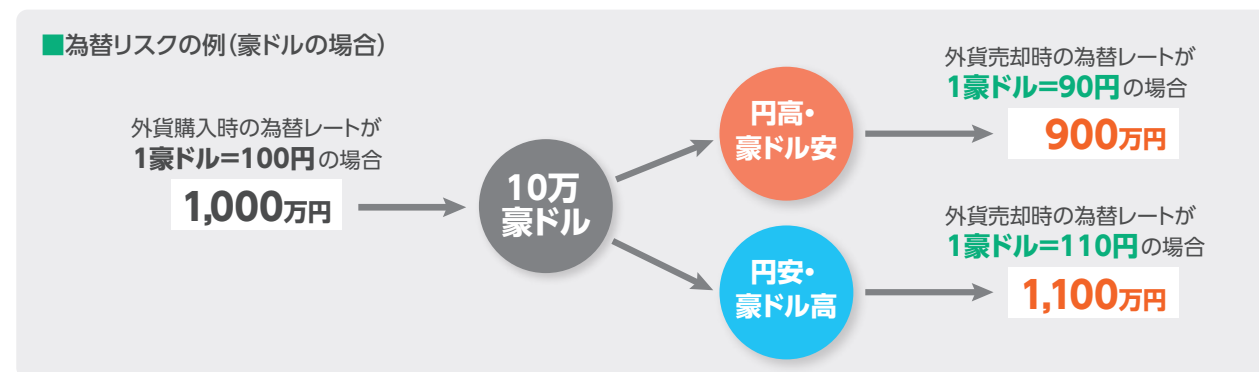 ■為替リスクの例(豪ドルの場合)
外貨購入時の為替レートが
1豪ドル=100円の場合
1,000万円
10万
豪ドル
円高・
豪ドル安
外貨売却時の為替レートが
1豪ドル=90円の場合
900万円
円安・
豪ドル高
外貨売却時の為替レートが
1豪ドル=110円の場合
1,100万円